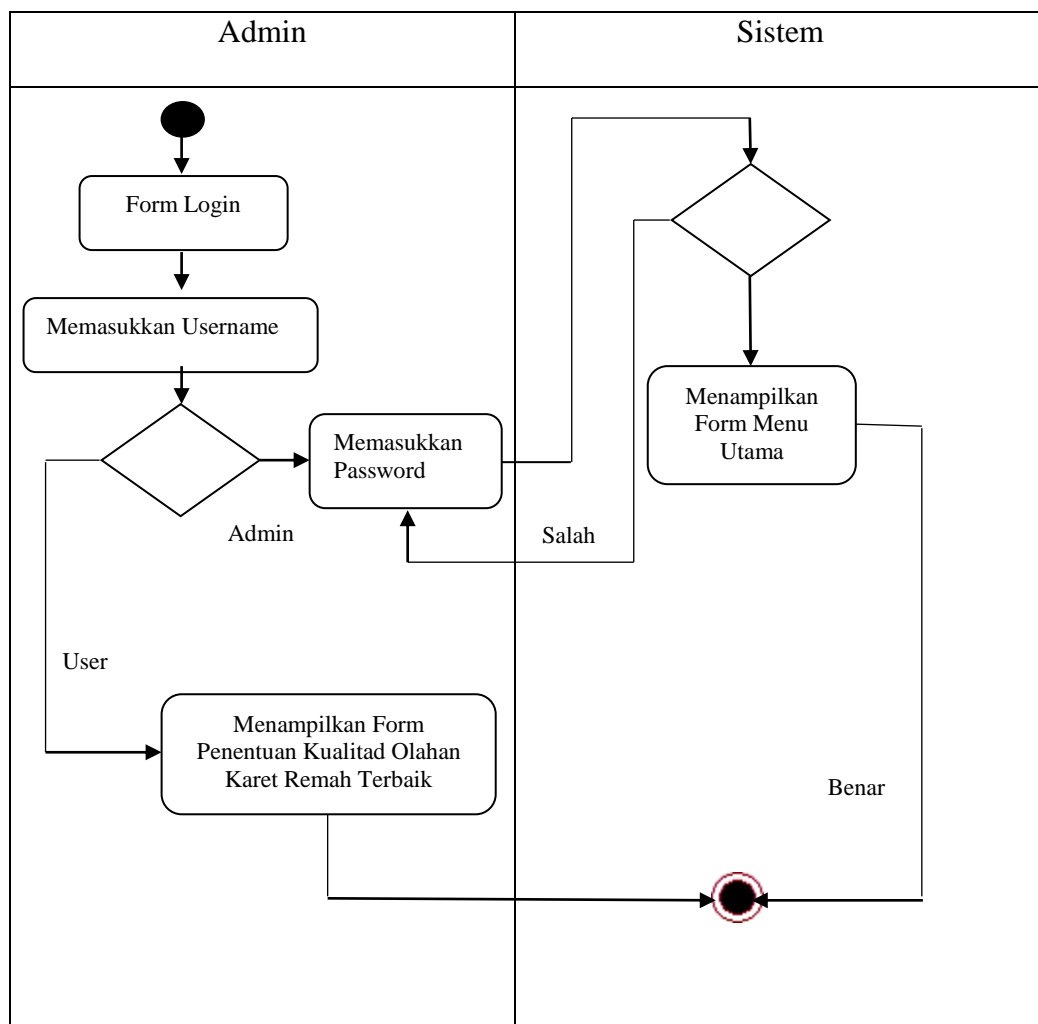 Admin
Sistem
Form Login
Memasukkan Username
Memasukkan
Password
Menampilkan
Form Menu
Utama
Admin
Salah
User
Menampilkan Form
Penentuan Kualitad Olahan
Karet Remah Terbaik
Benar